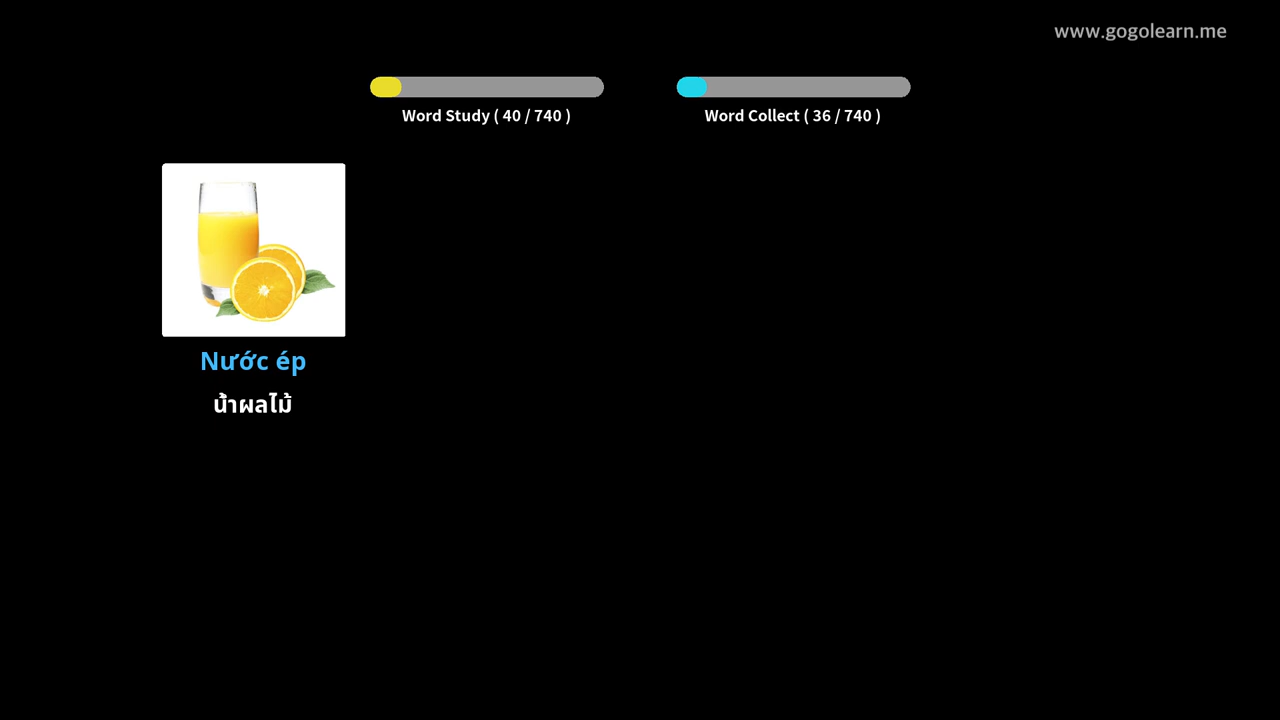 www.gogolearn.me
Word Study ( 40 / 740 )
Word Collect ( 36 / 740 )
Nước ép
น้ำผลไม้